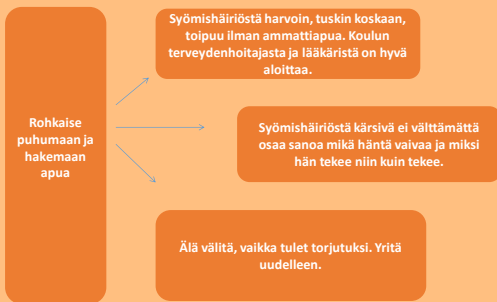 Rohkaise
puhumaan ja
hakemaan
apua
Syömishäiriöstä harvoin, tuskin koskaan,
toipuu ilman ammattiapua. Koulun
terveydenhoitajasta ja lääkäristä on hyvä
aloittaa.
Syömishäiriöstä kärsivä ei välttämättä
osaa sanoa mikä häntä vaivaa ja miksi
hän tekee niin kuin tekee.
Älä välitä, vaikka tulet torjutuksi. Yritä
uudelleen.